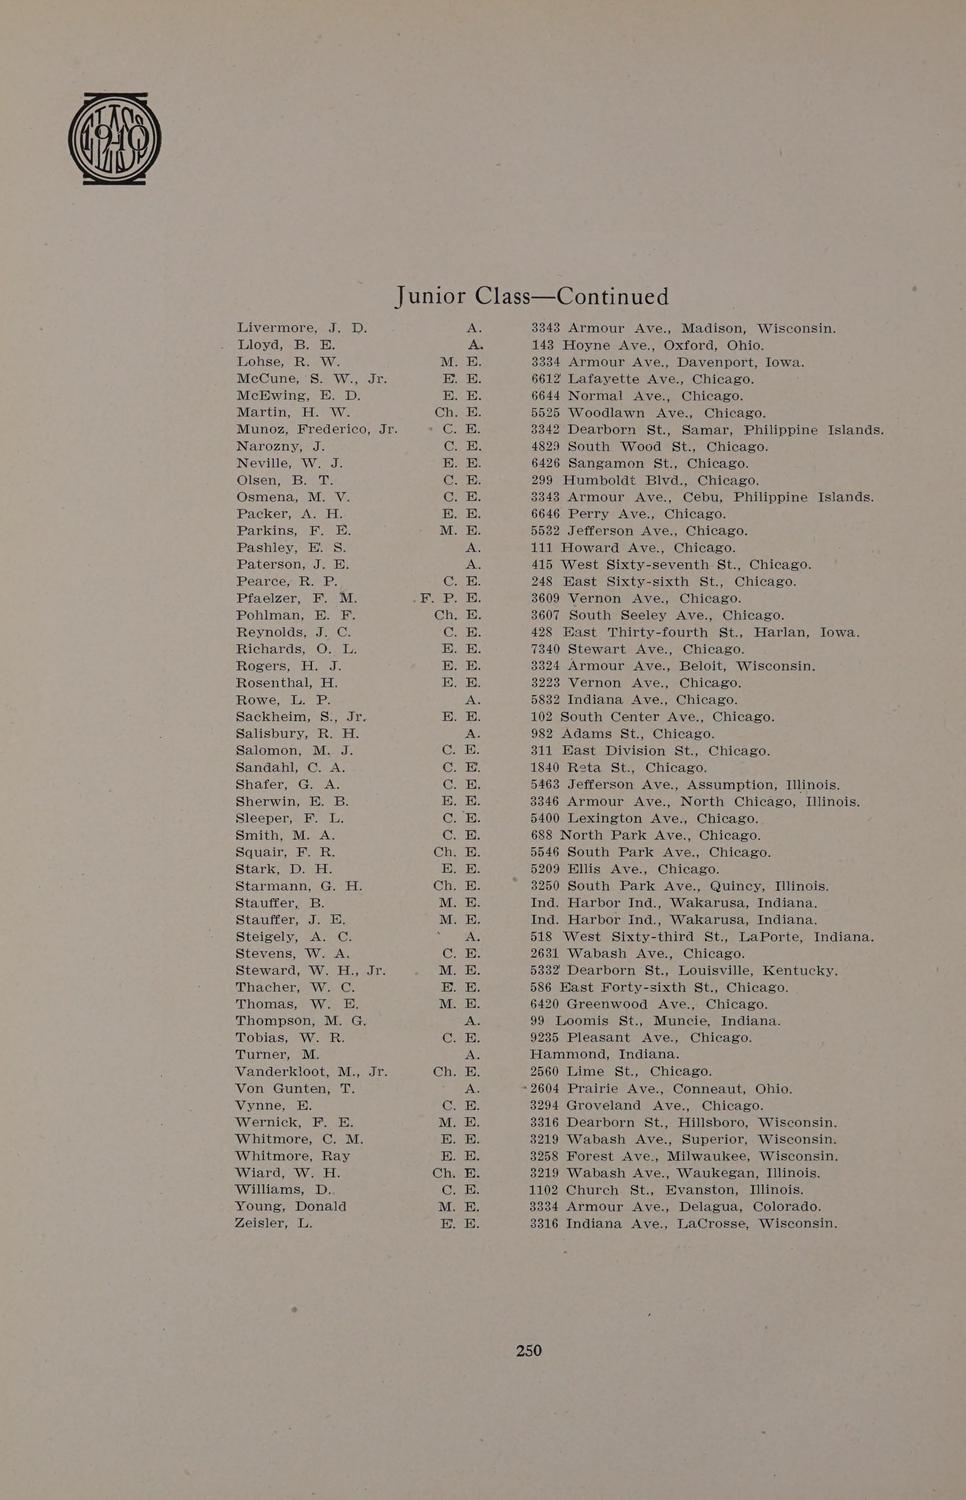 CLASS 1910
Junior Class—Continued
Livermore, J. D. A. 3343 Armour Ave., Madison, Wisconsin.
Lloyd, B. E. A. 143 Hoyne Ave., Oxford, Ohio.
Lohse, R. W. M. E. 3334 Armour Ave., Davenport, Iowa.
McCune, S. W., Jr. E. E. 6612 Lafayette Ave., Chicago.
McEwing, E. D. E. E. 6644 Normal Ave., Chicago.
Martin, H. W. Ch. E. 5525 Woodlawn Ave., Chicago.
Munoz, Frederico, Jr. C. E. 3342 Dearborn St., Samar, Philippine Islands.
Narozny, J. C. E. 4829 South Wood St., Chicago.
Neville, W. J. E. E. 6426 Sangamon St., Chicago.
Olsen, B. T. C. E. 299 Humboldt Blvd., Chicago.
Osmena, M. V. C. E. 3343 Armour Ave., Cebu, Philippine Islands.
Packer, A. H. E. E. 6646 Perry Ave., Chicago.
Parkins, F. E. M. E. 5532 Jefferson Ave., Chicago.
Pashley, E. S. A. 111 Howard Ave., Chicago.
Paterson, J. E. A. 415 West Sixty-seventh St., Chicago.
Pearce, R. P. C. E. 248 East Sixty-sixth St., Chicago.
Pfaelzer, F. M. F. P. E. 3609 Vernon Ave., Chicago.
Pohlman, E. F. Ch. E. 3607 South Seeley Ave., Chicago.
Reynolds, J. C. C. E. 428 East Thirty-fourth St., Harlan, Iowa.
Richards, O. L. E. E. 7340 Stewart Ave., Chicago.
Rogers, H. J. E. E. 3324 Armour Ave., Beloit, Wisconsin.
Rosenthal, H. E. E. 3223 Vernon Ave., Chicago.
Rowe, L. P. A. 5832 Indiana Ave., Chicago.
Sackheim, S., Jr. E. E. 102 South Center Ave., Chicago.
Salisbury, R. H. A. 982 Adams St., Chicago.
Salomon, M. J. C. E. 311 East Division St., Chicago.
Sandahl, C. A. C. E. 1840 Reta St., Chicago.
Shafer, G. A. C. E. 5463 Jefferson Ave., Assumption, Illinois.
Sherwin, E. B. E. E. 3346 Armour Ave., North Chicago, Illinois.
Sleeper, F. L. C. E. 5400 Lexington Ave., Chicago.
Smith, M. A. C. E. 688 North Park Ave., Chicago.
Squair, F. R. Ch. E. 5546 South Park Ave., Chicago.
Stark, D. H. E. E. 5209 Ellis Ave., Chicago.
Starmann, G. H. Ch. E. 3250 South Park Ave., Quincy, Illinois.
Stauffer, B. M. E. Ind. Harbor Ind., Wakarusa, Indiana.
Stauffer, J. E. M. E. Ind. Harbor Ind., Wakarusa, Indiana.
Steigely, A. C. A. 518 West Sixty-third St., LaPorte, Indiana.
Stevens, W. A. C. E. 2631 Wabash Ave., Chicago.
Steward, W. H., Jr. M. E. 5332 Dearborn St., Louisville, Kentucky.
Thacher, W. C. E. E. 586 East Forty-sixth St., Chicago.
Thomas, W. E. M. E. 6420 Greenwood Ave., Chicago.
Thompson, M. G. A. 99 Loomis St., Muncie, Indiana.
Tobias, W. R. C. E. 9235 Pleasant Ave., Chicago.
Turner, M. A. Hammond, Indiana.
Vanderkloot, M., Jr. Ch. E. 2560 Lime St., Chicago.
Von Gunten, T. A. 2604 Prairie Ave., Conneaut, Ohio.
Vynne, E. C. E. 3294 Groveland Ave., Chicago.
Wernick, F. E. M. E. 3316 Dearborn St., Hillsboro, Wisconsin.
Whitmore, C. M. E. E. 3219 Wabash Ave., Superior, Wisconsin.
Whitmore, Ray E. E. 3258 Forest Ave., Milwaukee, Wisconsin.
Wiard, W. H. Ch. E. 3219 Wabash Ave., Waukegan, Illinois.
Williams, D. C. E. 1102 Church St., Evanston, Illinois.
Young, Donald M. E. 3334 Armour Ave., Delagua, Colorado.
Zeisler, L. E. E. 3316 Indiana Ave., LaCrosse, Wisconsin.
250